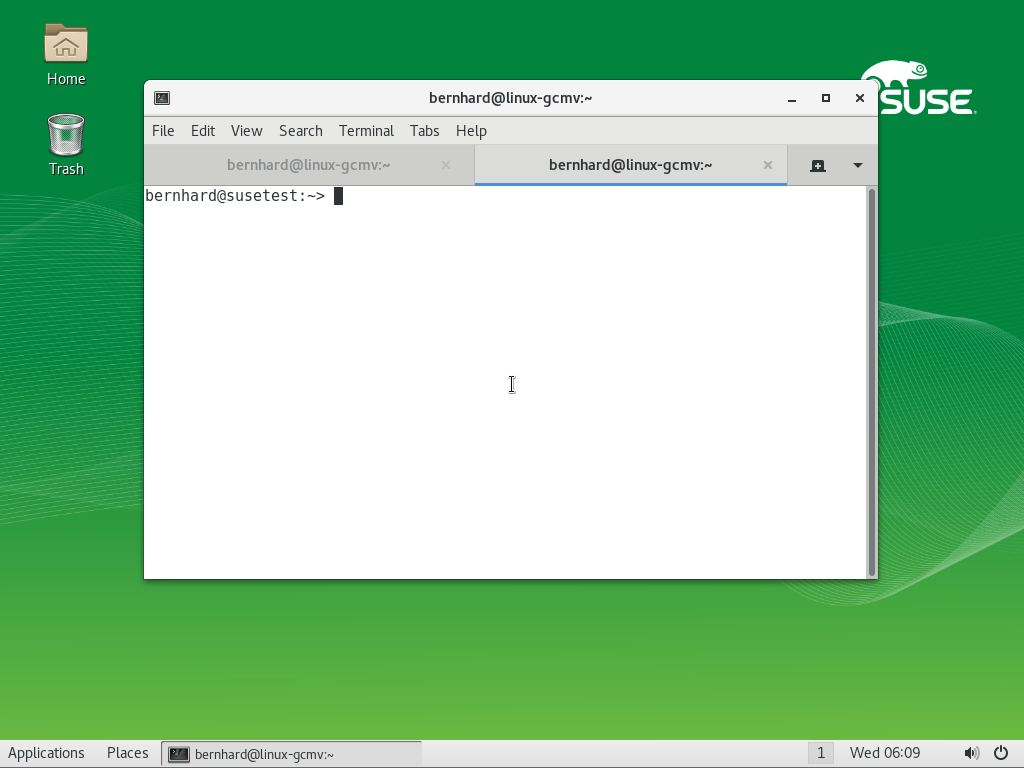 Home
Trash
SUSE
bernhard@linux-gcmv:~
File Edit View Search Terminal Tabs Help
bernhard@linux-gcmv:~ bernhard@linux-gcmv:~
bernhard@susetest:~>
Applications Places bernhard@linux-gcmv:~ 1 Wed 06:09